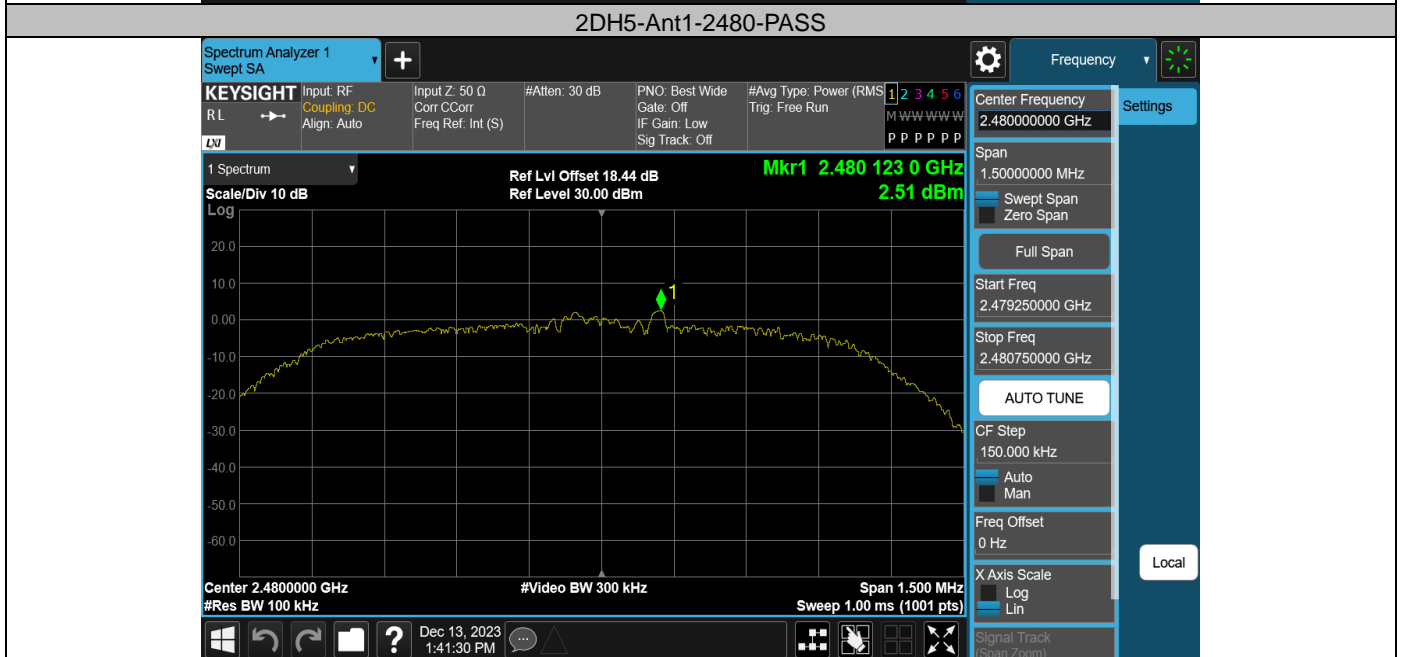 2DH5-Ant1-2480-PASS
Spectrum Analyzer 1
Swept SA
Frequency
KEYSIGHT
RL
LXI
Input: RF
Coupling: DC
Align: Auto
Input Z: 50 Ω
Corr CCorr
Freq Ref: Int (S)
#Atten: 30 dB
PNO: Best Wide
Gate: Off
IF Gain: Low
Sig Track: Off
#Avg Type: Power (RMS
Trig: Free Run
1 2 3 4 5 6
M W W W W W
P P P P P P
Center Frequency
2.480000000 GHz
Settings
Span
1.50000000 MHz
Swept Span
Zero Span
Full Span
Start Freq
2.479250000 GHz
Stop Freq
2.480750000 GHz
AUTO TUNE
CF Step
150.000 kHz
Auto
Man
Freq Offset
0 Hz
X Axis Scale
Log
Lin
Signal Track
(Span Zoom)
Local
1 Spectrum
Scale/Div 10 dB
Ref Lvl Offset 18.44 dB
Ref Level 30.00 dBm
Mkr1 2.480 123 0 GHz
2.51 dBm
Log
20.0
10.0
1
0.00
-10.0
-20.0
-30.0
-40.0
-50.0
-60.0
Center 2.4800000 GHz
#Video BW 300 kHz
Span 1.500 MHz
#Res BW 100 kHz
Sweep 1.00 ms (1001 pts)
?
Dec 13, 2023
1:41:30 PM